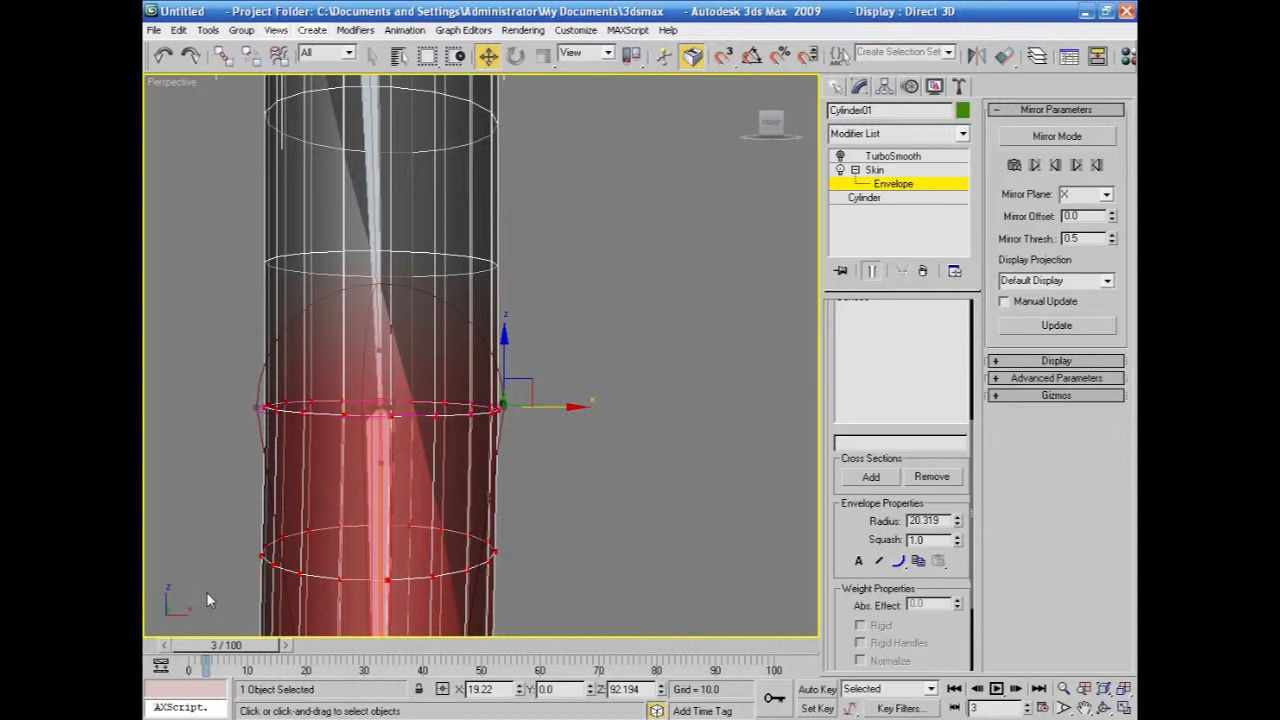 Untitled - Project Folder: C:\Documents and Settings\Administrator\My Documents\3dsmax - Autodesk 3ds Max 2009 - Display : Direct 3D
File Edit Tools Group Views Create Modifiers Animation Graph Editors Rendering Customize MAXScript Help
All View Create Selection Set
Perspective
FRONT
Cylinder01
Modifier List
TurboSmooth
Skin
Envelope
Cylinder
Cross Sections
Add Remove
Envelope Properties
Radius: 20.319
Squash: 1.0
Weight Properties
Abs. Effect: 0.0
Rigid
Rigid Handles
Normalize
Mirror Parameters
Mirror Mode
Mirror Plane: X
Mirror Offset: 0.0
Mirror Thresh.: 0.5
Display Projection
Default Display
Manual Update
Update
Display
Advanced Parameters
Gizmos
z
x
z
x
3 / 100
0 10 20 30 40 50 60 70 80 90 100
1 Object Selected X: 19.22 Y: 0.0 Z: 92.194 Grid = 10.0 Auto Key Selected
AXScript. Click or click-and-drag to select objects Add Time Tag Set Key Key Filters... 3